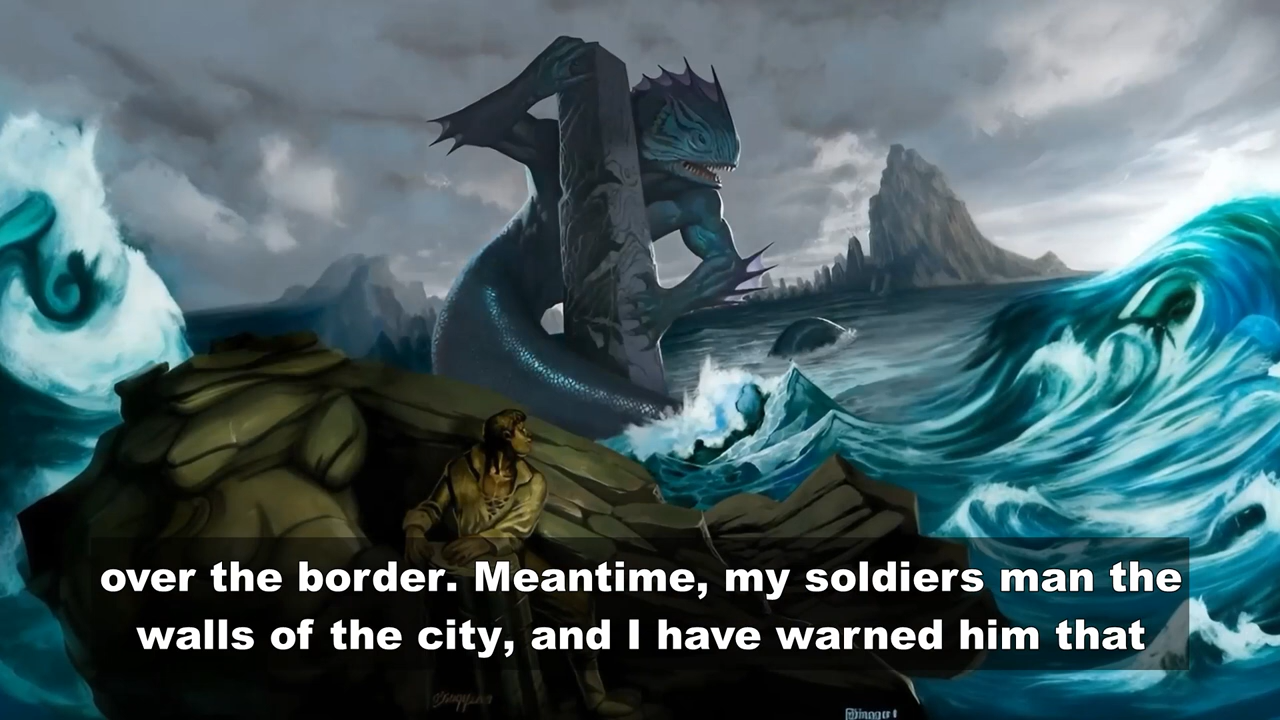 over the border. Meantime, my soldiers man the
walls of the city, and I have warned him that